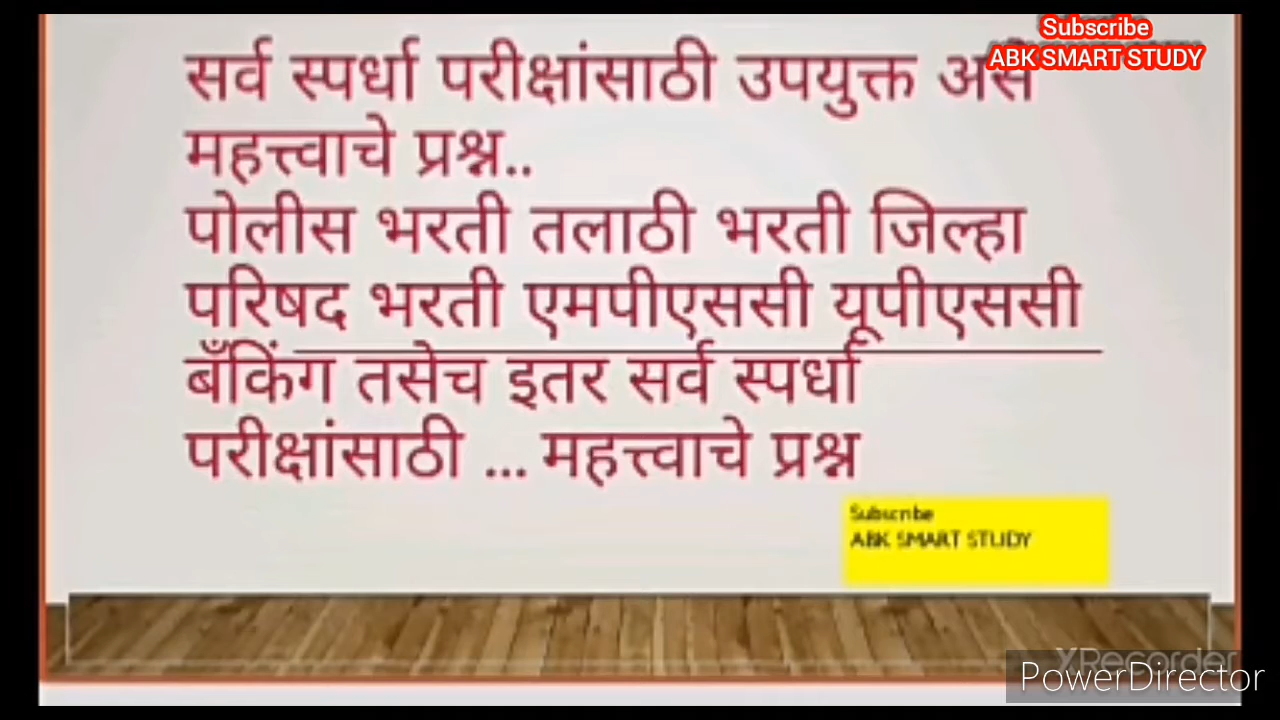 Subscribe
ABK SMART STUDY
सर्व स्पर्धा परीक्षांसाठी उपयुक्त असे
महत्त्वाचे प्रश्न..
पोलीस भरती तलाठी भरती जिल्हा
परिषद भरती एमपीएससी यूपीएससी
बँकिंग तसेच इतर सर्व स्पर्धा
परीक्षांसाठी ... महत्त्वाचे प्रश्न
Subscribe
ABK SMART STUDY
XRecorder
PowerDirector